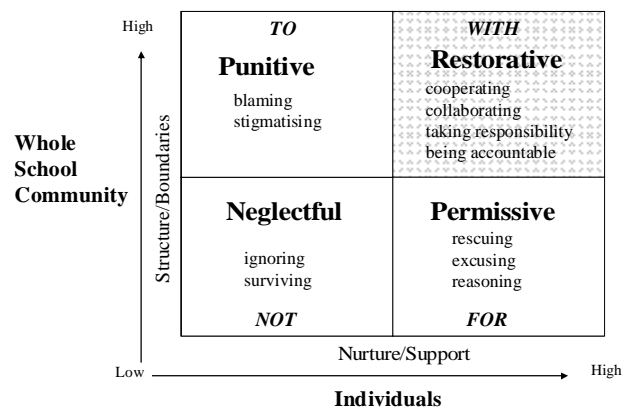 High
TO
Punitive
blaming
stigmatising
WITH
Restorative
cooperating
collaborating
taking responsibility
being accountable
Whole
School
Community
Structure/Boundaries
Neglectful
ignoring
surviving
NOT
Permissive
rescuing
excusing
reasoning
FOR
Nurture/Support
Low
High
Individuals